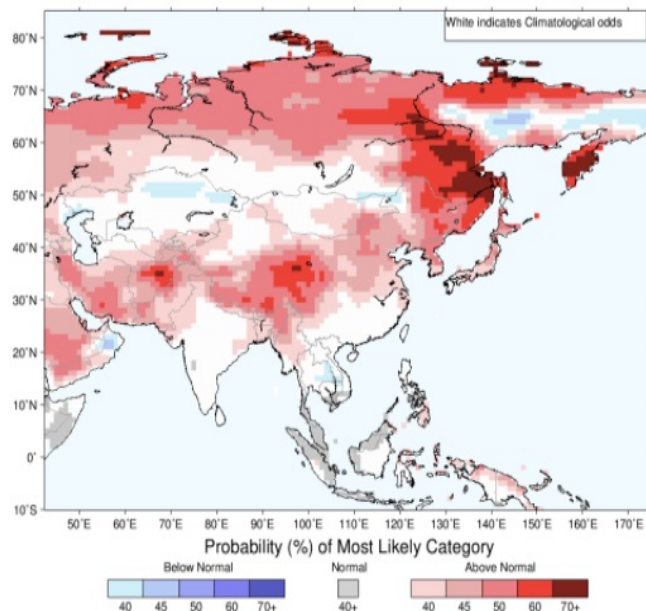 White indicates Climatological odds
80˚N
70˚N
60˚N
50˚N
40˚N
30˚N
20˚N
10˚N
0˚
10˚S
50˚E 60˚E 70˚E 80˚E 90˚E 100˚E 110˚E 120˚E 130˚E 140˚E 150˚E 160˚E 170˚E
Probability (%) of Most Likely Category
Below Normal Normal Above Normal
40 45 50 60 70+ 40+ 40 45 50 60 70+